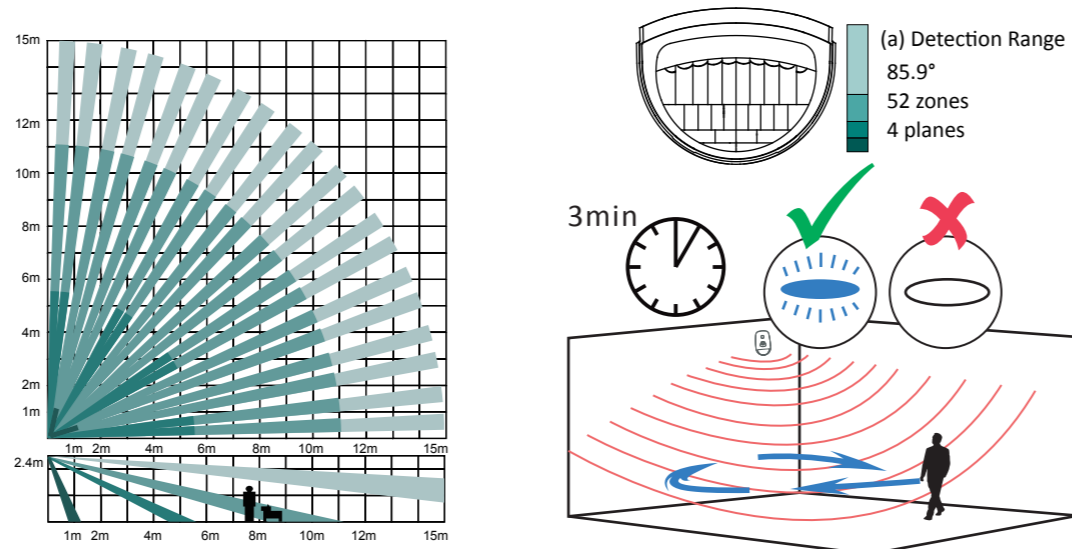 15m
12m
10m
8m
6m
4m
2m
1m
1m 2m 4m 6m 8m 10m 12m 15m
2.4m
1m 2m 4m 6m 8m 10m 12m 15m
(a) Detection Range
85.9°
52 zones
4 planes
3min